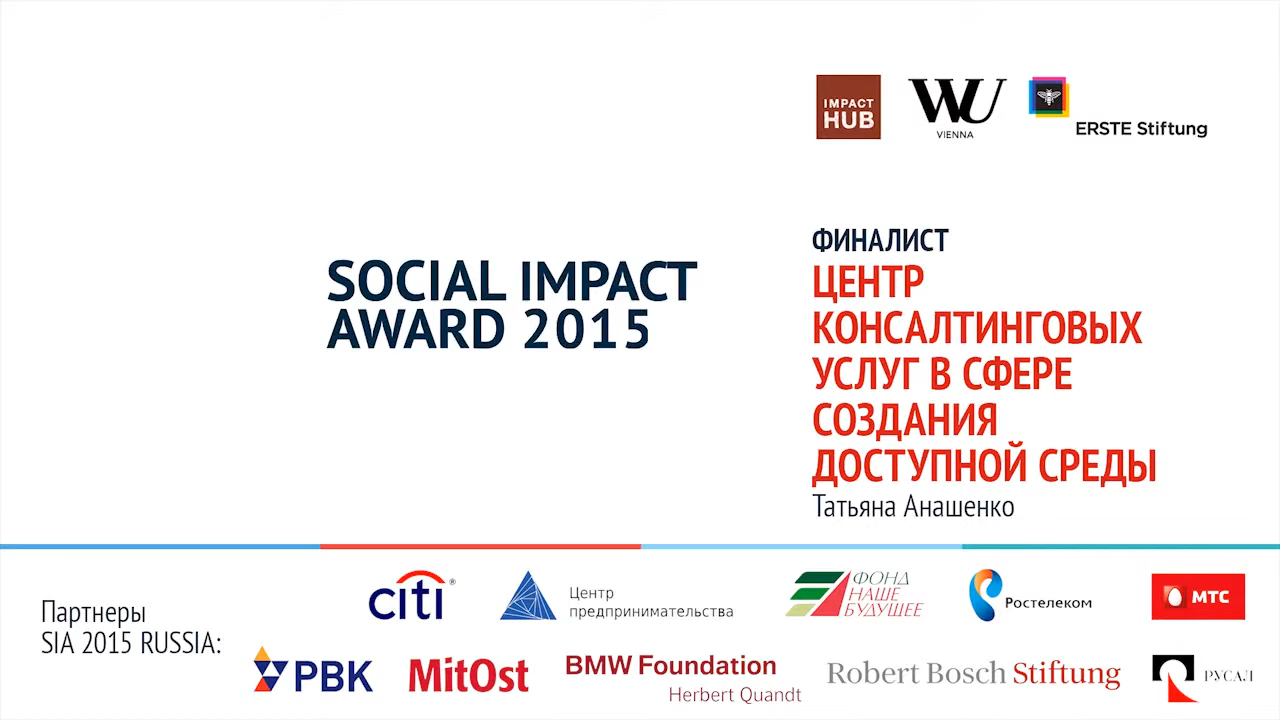 IMPACT
HUB
WU
VIENNA
ERSTE Stiftung
SOCIAL IMPACT
AWARD 2015
ФИНАЛИСТ
ЦЕНТР
КОНСАЛТИНГОВЫХ
УСЛУГ В СФЕРЕ
СОЗДАНИЯ
ДОСТУПНОЙ СРЕДЫ
Татьяна Анашенко
Партнеры
SIA 2015 RUSSIA:
citi®
Центр
предпринимательства
ФОНД
НАШЕ
БУДУЩЕЕ
Ростелеком
МТС
РВК
MitOst
BMW Foundation
Herbert Quandt
Robert Bosch Stiftung
РУСАЛ